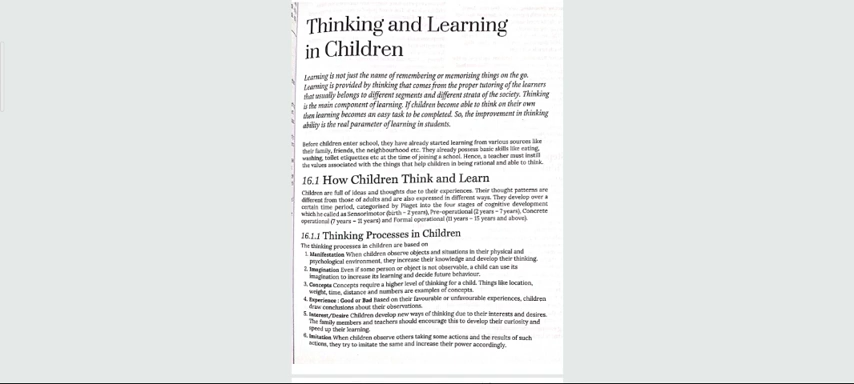 Thinking and Learning
in Children
Learning is not just the name of remembering or memorising things on the go.
Learning is provided by thinking that comes from the proper tutoring of the learners
that usually belongs to different segments and different strata of the society. Thinking
is the main component of learning. If children become able to think on their own
then learning becomes an easy task to be completed. So, the improvement in thinking
ability is the real parameter of learning in students.
Before children enter school, they have already started learning from various sources like
their family, friends, the neighbourhood etc. They already possess basic skills like eating,
washing, toilet etiquettes etc at the time of joining a school. Hence, a teacher must instill
the values associated with the things that help children in being rational and able to think.
16.1 How Children Think and Learn
Children are full of ideas and thoughts due to their experiences. Their thought patterns are
different from those of adults and are also expressed in different ways. They develop over a
certain time period, categorised by Piaget into the four stages of cognitive development
which he called as Sensorimotor (birth - 2 years), Pre-operational (2 years - 7 years), Concrete
operational (7 years - 11 years) and Formal operational (11 years - 15 years and above).
16.1.1 Thinking Processes in Children
The thinking processes in children are based on
1. Manifestation When children observe objects and situations in their physical and
psychological environment, they increase their knowledge and develop their thinking.
2. Imagination Even if some person or object is not observable, a child can use its
imagination to increase its learning and decide future behaviour.
3. Concepts Concepts require a higher level of thinking for a child. Things like location,
weight, time, distance and numbers are examples of concepts.
4. Experience : Good or Bad Based on their favourable or unfavourable experiences, children
draw conclusions about their observations.
5. Interest/Desire Children develop new ways of thinking due to their interests and desires.
The family members and teachers should encourage this to develop their curiosity and
speed up their learning.
6. Imitation When children observe others taking some actions and the results of such
actions, they try to imitate the same and increase their power accordingly.